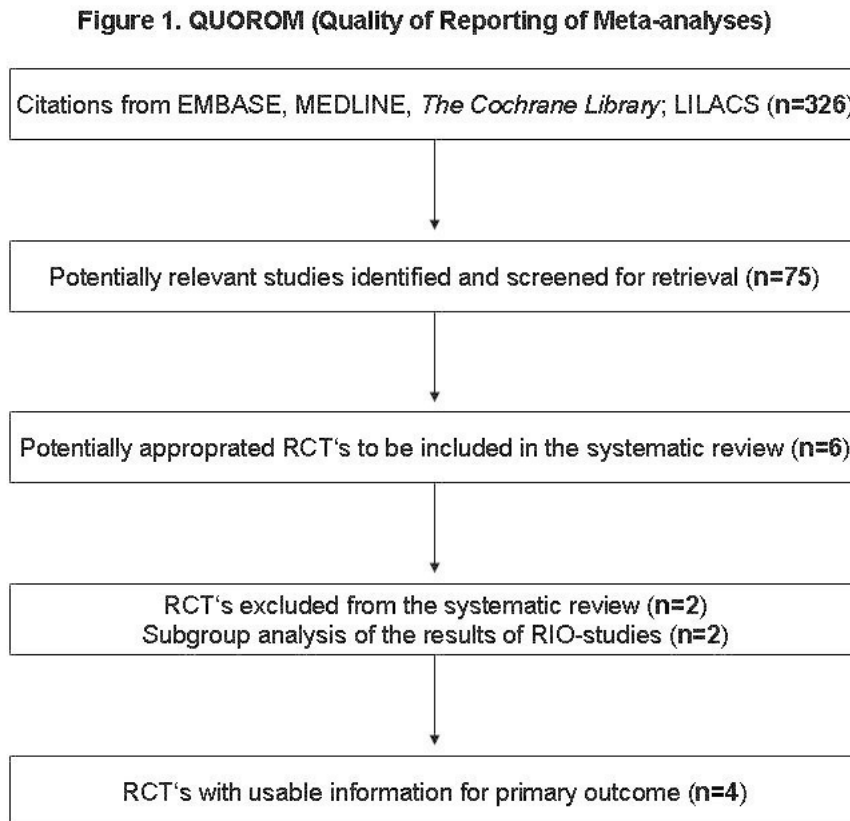 Figure 1. QUOROM (Quality of Reporting of Meta-analyses)
Citations from EMBASE, MEDLINE, The Cochrane Library; LILACS (n=326)
Potentially relevant studies identified and screened for retrieval (n=75)
Potentially approprated RCT‘s to be included in the systematic review (n=6)
RCT‘s excluded from the systematic review (n=2)
Subgroup analysis of the results of RIO-studies (n=2)
RCT‘s with usable information for primary outcome (n=4)